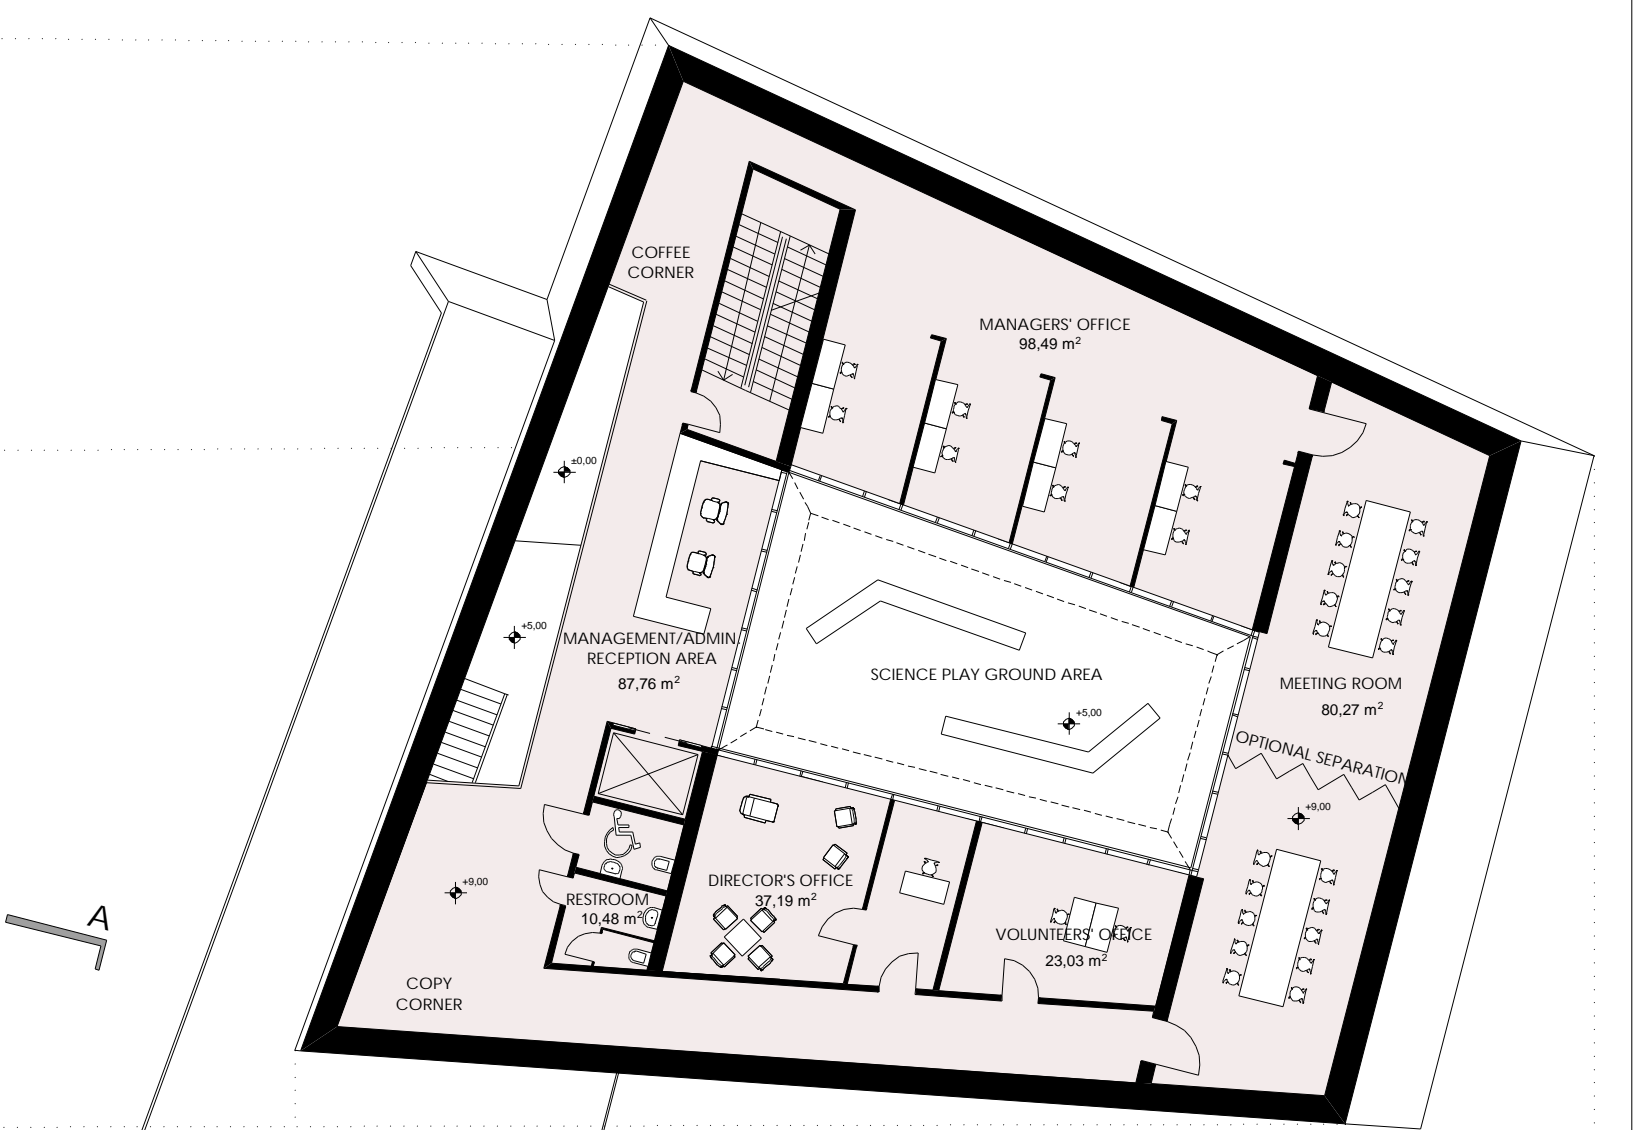 COFFEE
CORNER
MANAGERS' OFFICE
98,49 m²
±0,00
+5,00
MANAGEMENT/ADMIN.
RECEPTION AREA
87,76 m²
SCIENCE PLAY GROUND AREA
+5,00
MEETING ROOM
80,27 m²
OPTIONAL SEPARATION
+9,00
+9,00
DIRECTOR'S OFFICE
37,19 m²
RESTROOM
10,48 m²
VOLUNTEERS' OFFICE
23,03 m²
A
COPY
CORNER